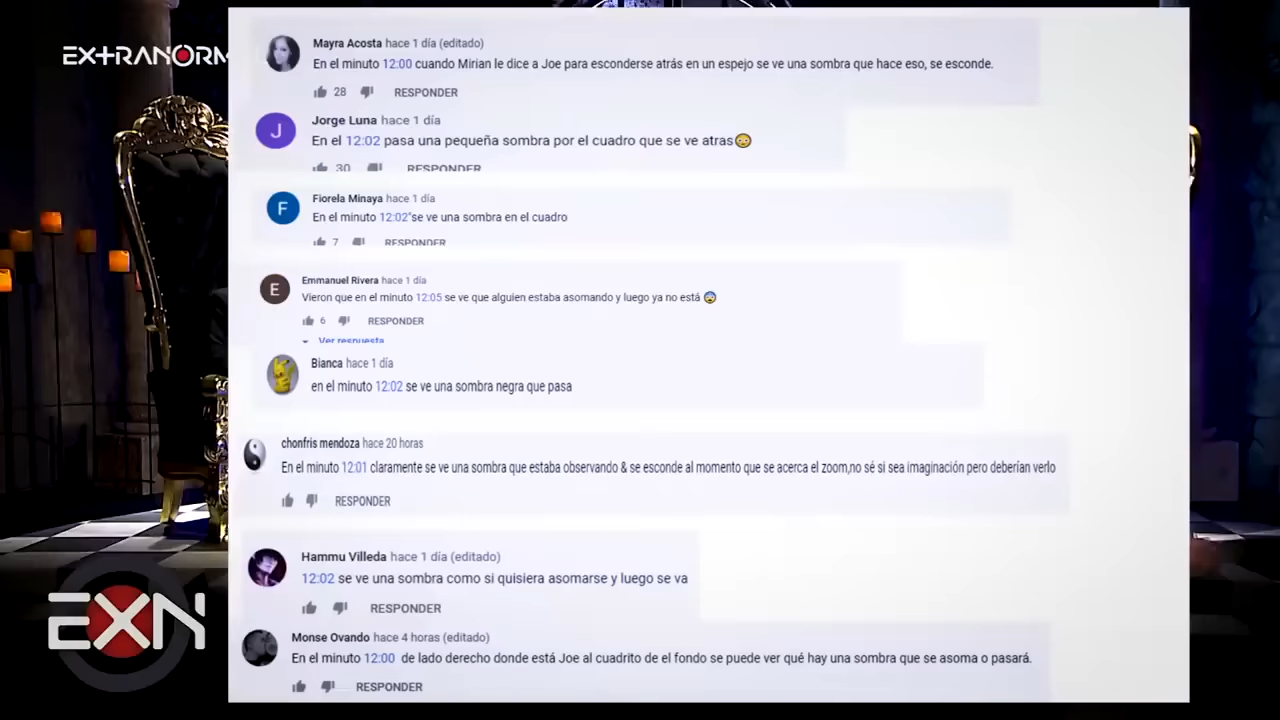 EXTRANORM
Mayra Acosta hace 1 día (editado)
En el minuto 12:00 cuando Mirian le dice a Joe para esconderse atrás en un espejo se ve una sombra que hace eso, se esconde.
28 RESPONDER
Jorge Luna hace 1 día
J
En el 12:02 pasa una pequeña sombra por el cuadro que se ve atras😳
30 RESPONDER
Fiorela Minaya hace 1 día
F
En el minuto 12:02"se ve una sombra en el cuadro
7 RESPONDER
Emmanuel Rivera hace 1 día
E
Vieron que en el minuto 12:05 se ve que alguien estaba asomando y luego ya no está 😨
6 RESPONDER
Ver respuesta
Bianca hace 1 día
en el minuto 12:02 se ve una sombra negra que pasa
chonfris mendoza hace 20 horas
En el minuto 12:01 claramente se ve una sombra que estaba observando & se esconde al momento que se acerca el zoom,no sé si sea imaginación pero deberían verlo
RESPONDER
Hammu Villeda hace 1 día (editado)
12:02 se ve una sombra como si quisiera asomarse y luego se va
RESPONDER
EXN
Monse Ovando hace 4 horas (editado)
En el minuto 12:00 de lado derecho donde está Joe al cuadrito de el fondo se puede ver qué hay una sombra que se asoma o pasará.
RESPONDER